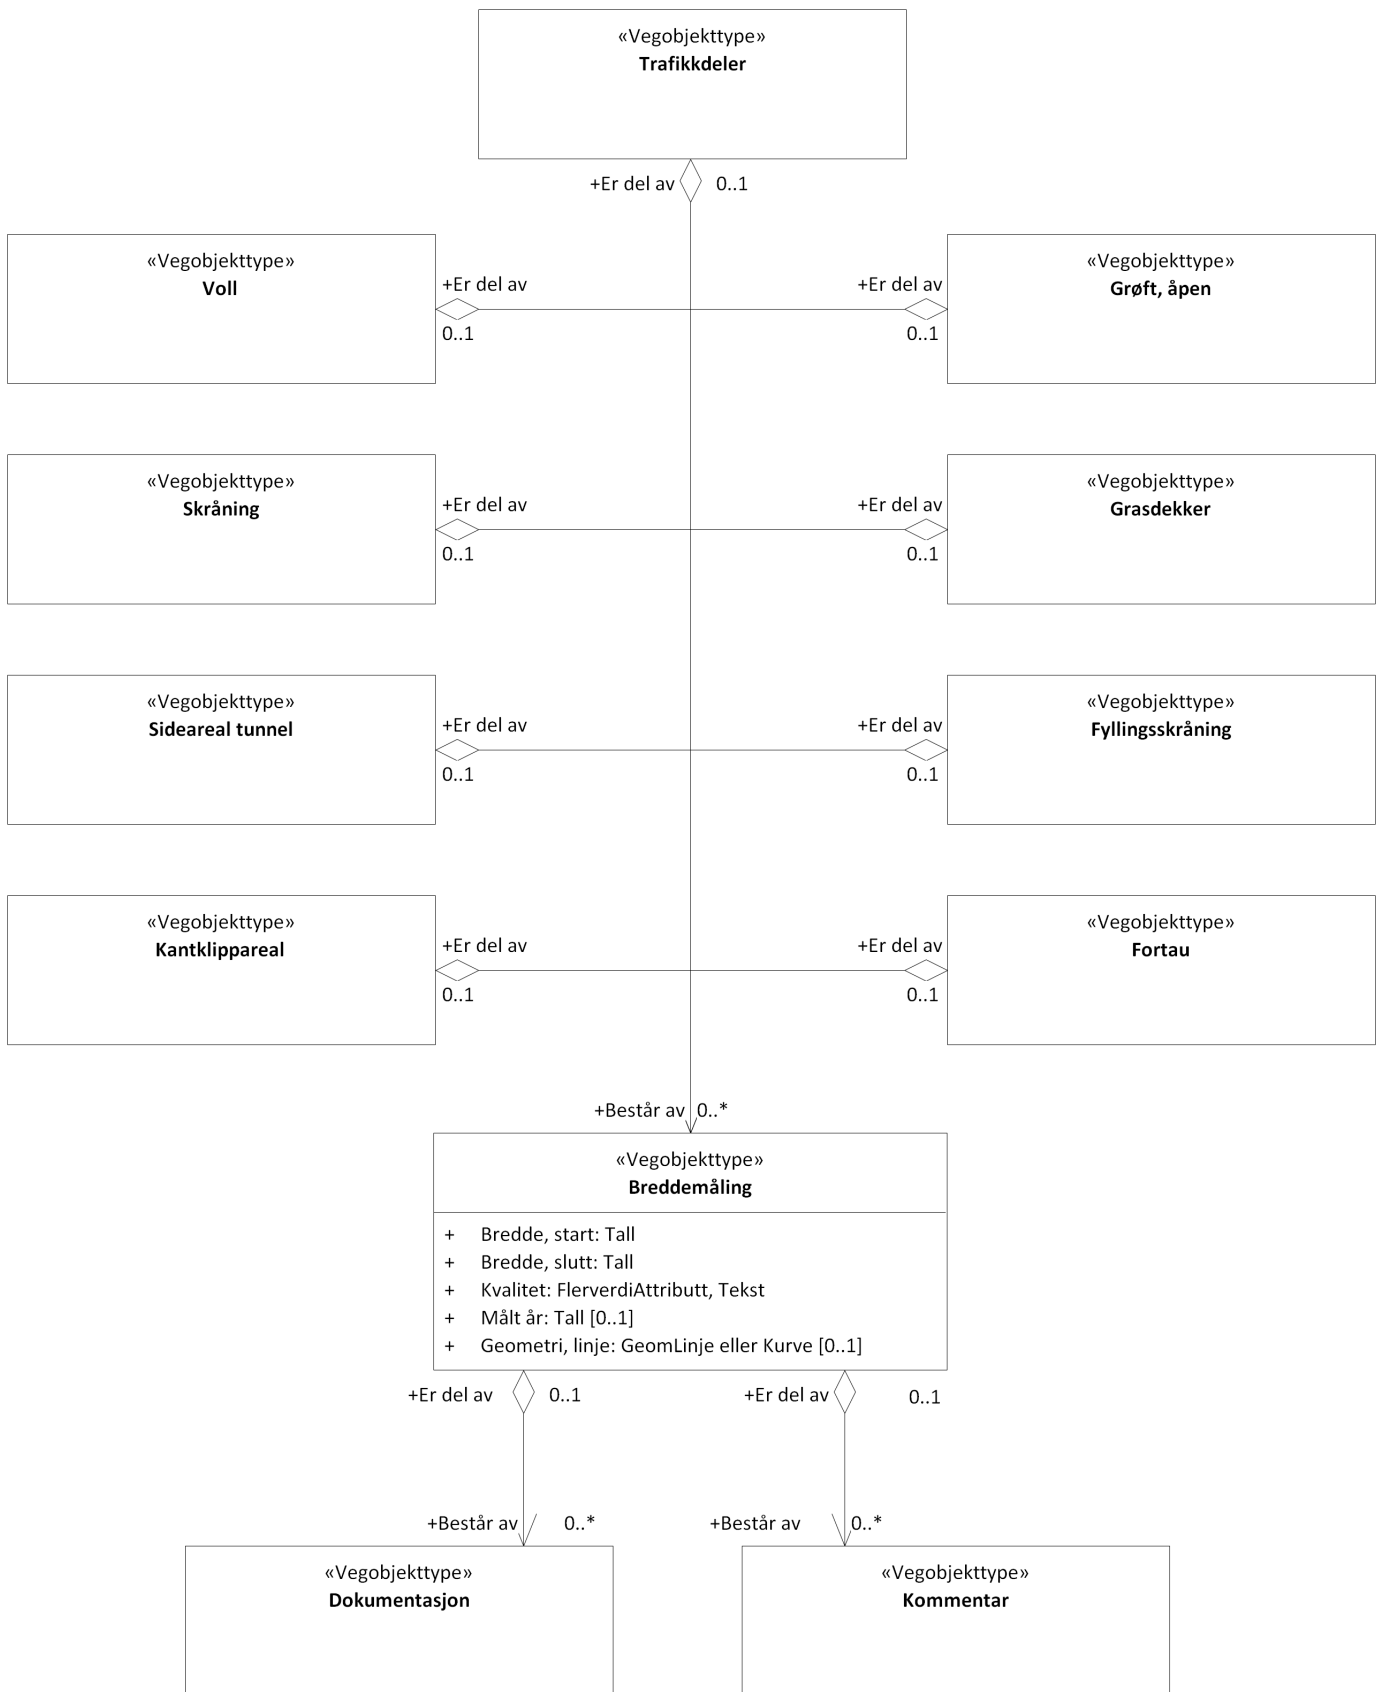 «Vegobjekttype»
Trafikkdeler
+Er del av 0..1
«Vegobjekttype»
Voll
+Er del av
0..1
«Vegobjekttype»
Grøft, åpen
+Er del av
0..1
«Vegobjekttype»
Skråning
+Er del av
0..1
«Vegobjekttype»
Grasdekker
+Er del av
0..1
«Vegobjekttype»
Sideareal tunnel
+Er del av
0..1
«Vegobjekttype»
Fyllingsskråning
+Er del av
0..1
«Vegobjekttype»
Kantklippareal
+Er del av
0..1
«Vegobjekttype»
Fortau
+Er del av
0..1
+Består av 0..*
«Vegobjekttype»
Breddemåling
+ Bredde, start: Tall
+ Bredde, slutt: Tall
+ Kvalitet: FlerverdiAttributt, Tekst
+ Målt år: Tall [0..1]
+ Geometri, linje: GeomLinje eller Kurve [0..1]
+Er del av 0..1
+Er del av 0..1
+Består av 0..*
+Består av 0..*
«Vegobjekttype»
Dokumentasjon
«Vegobjekttype»
Kommentar